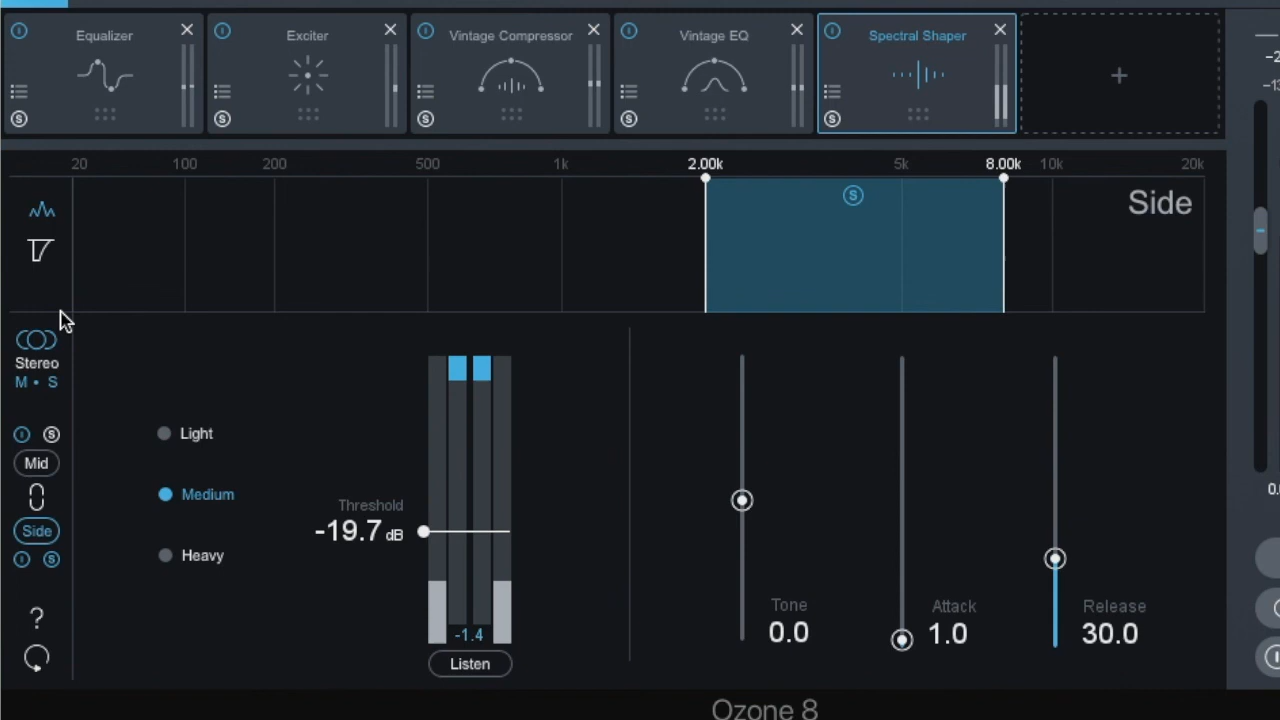 Equalizer
Exciter
Vintage Compressor
Vintage EQ
Spectral Shaper
S
S
S
S
S
20 100 200 500 1k 2.00k 5k 8.00k 10k 20k
S
Side
Stereo
M • S
S
Mid
Side
S
Light
Medium
Heavy
Threshold
-19.7 dB
-1.4
Listen
Tone
0.0
Attack
1.0
Release
30.0
?
Ozone 8